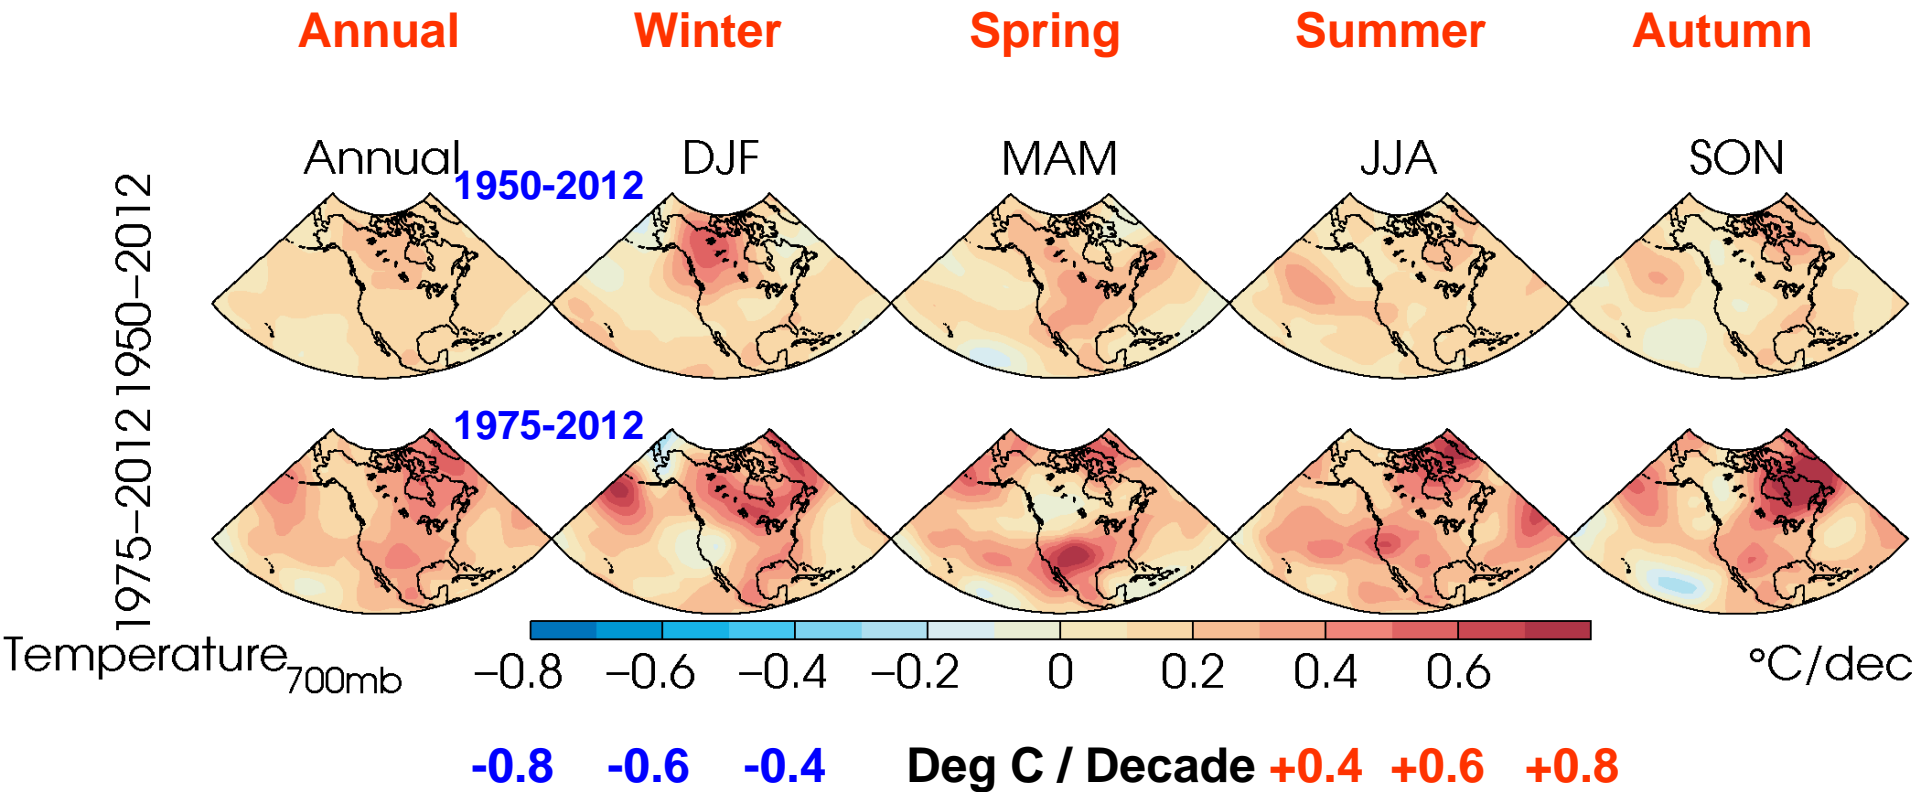 Annual Winter Spring Summer Autumn
Annual DJF MAM JJA SON
1950-2012
1950–2012
1975-2012
1975–2012
Temperature 700mb −0.8 −0.6 −0.4 −0.2 0 0.2 0.4 0.6 °C/dec
-0.8 -0.6 -0.4 Deg C / Decade +0.4 +0.6 +0.8